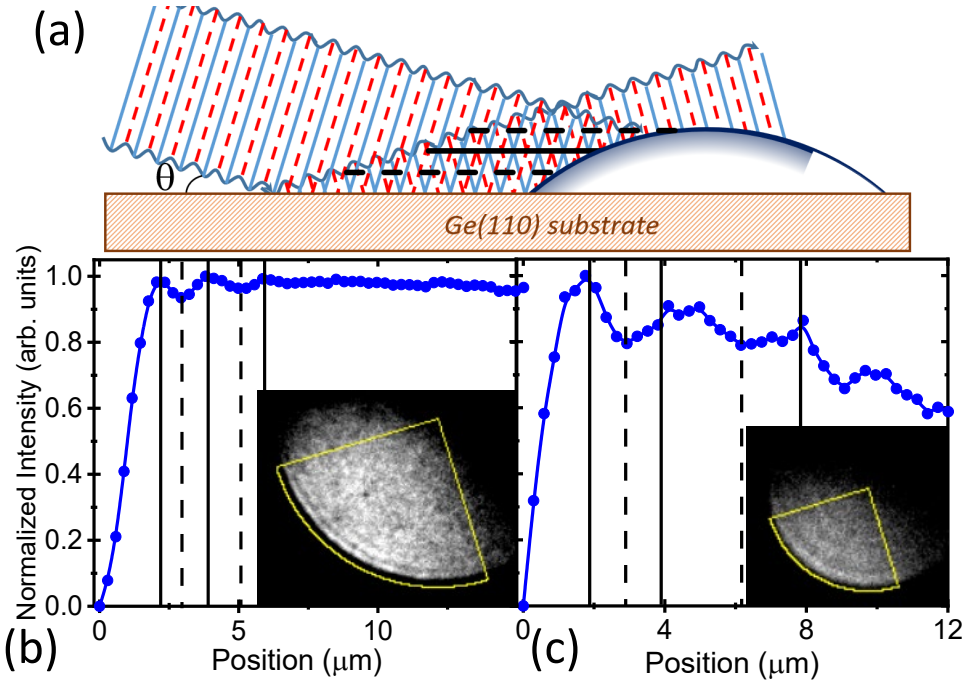 (a)
θ
Ge(110) substrate
Normalized Intensity (arb. units)
1.0
0.8
0.6
0.4
0.2
0.0
0 5 10
Position (μm)
(b)
0 4 8 12
Position (μm)
(c)